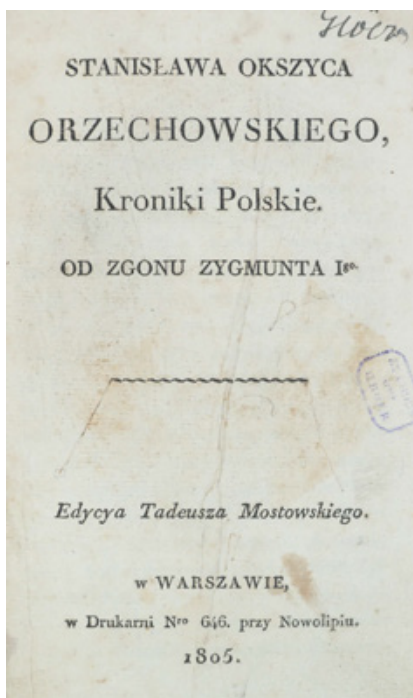 STANISŁAWA OKSZYCA
ORZECHOWSKIEGO,
Kroniki Polskie.
OD ZGONU ZYGMUNTA Igo.
Edycya Tadeusza Mostowskiego.
w WARSZAWIE,
w Drukarni Nro 646. przy Nowolipiu.
1805.